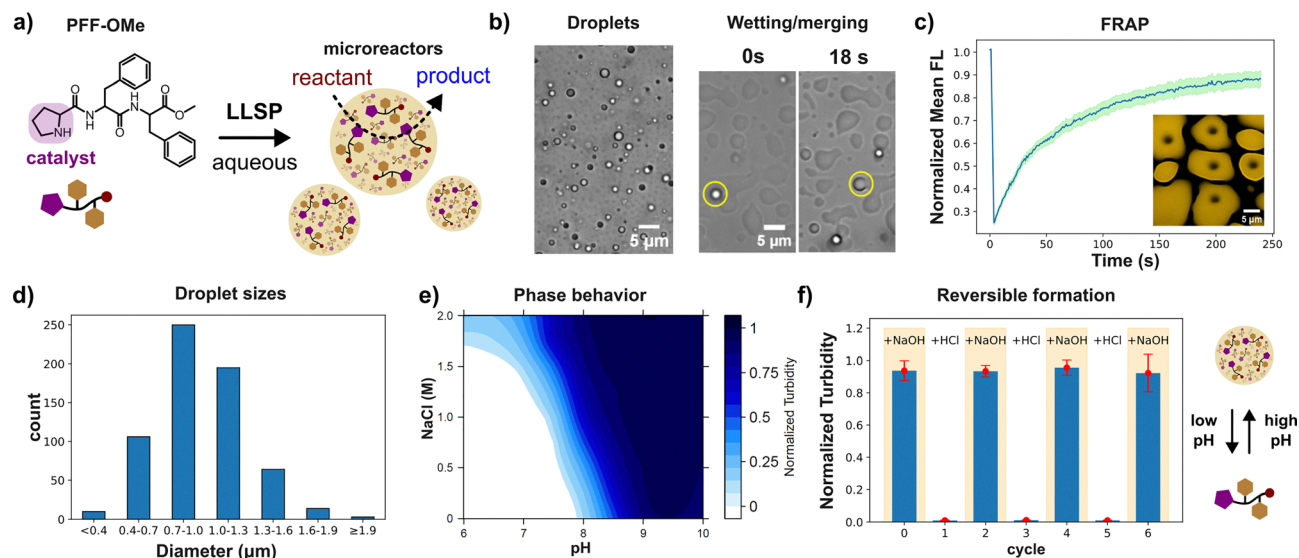 a)
PFF-OMe
O
H
N
O
O
NH
N
H
O
catalyst
LLSP
aqueous
microreactors
reactant
product
b)
Droplets
5 µm
Wetting/merging
0s
18 s
5 µm
5 µm
c)
FRAP
Normalized Mean FL
1.0
0.9
0.8
0.7
0.6
0.5
0.4
0.3
0
50
100
150
200
250
Time (s)
5 µm
d)
Droplet sizes
count
250
200
150
100
50
0
<0.4
0.4-0.7
0.7-1.0
1.0-1.3
1.3-1.6
1.6-1.9
≥1.9
Diameter (µm)
e)
Phase behavior
NaCl (M)
2.0
1.5
1.0
0.5
0
6
7
8
9
10
pH
1
0.75
0.5
0.25
0
Normalized Turbidity
f)
Reversible formation
Normalized Turbidity
1.2
1.0
0.8
0.6
0.4
0.2
0.0
+NaOH
+HCl
+NaOH
+HCl
+NaOH
+HCl
+NaOH
0
1
2
3
4
5
6
cycle
low
pH
high
pH